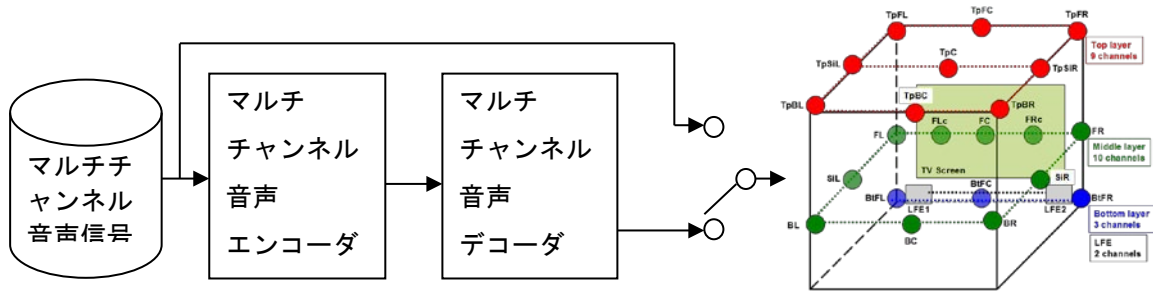 マルチチ
ャンネル
音声信号
マルチ
チャンネル
音声
エンコーダ
マルチ
チャンネル
音声
デコーダ
TpFL
TpFC
TpFR
TpSiL
TpC
TpSiR
TpBL
TpBC
TpBR
Top layer
9 channels
FL
FLc
FC
FRc
FR
Middle layer
10 channels
SiL
TV Screen
SiR
BtFL
LFE1
BtFC
LFE2
BtFR
BL
BC
BR
Bottom layer
3 channels
LFE
2 channels